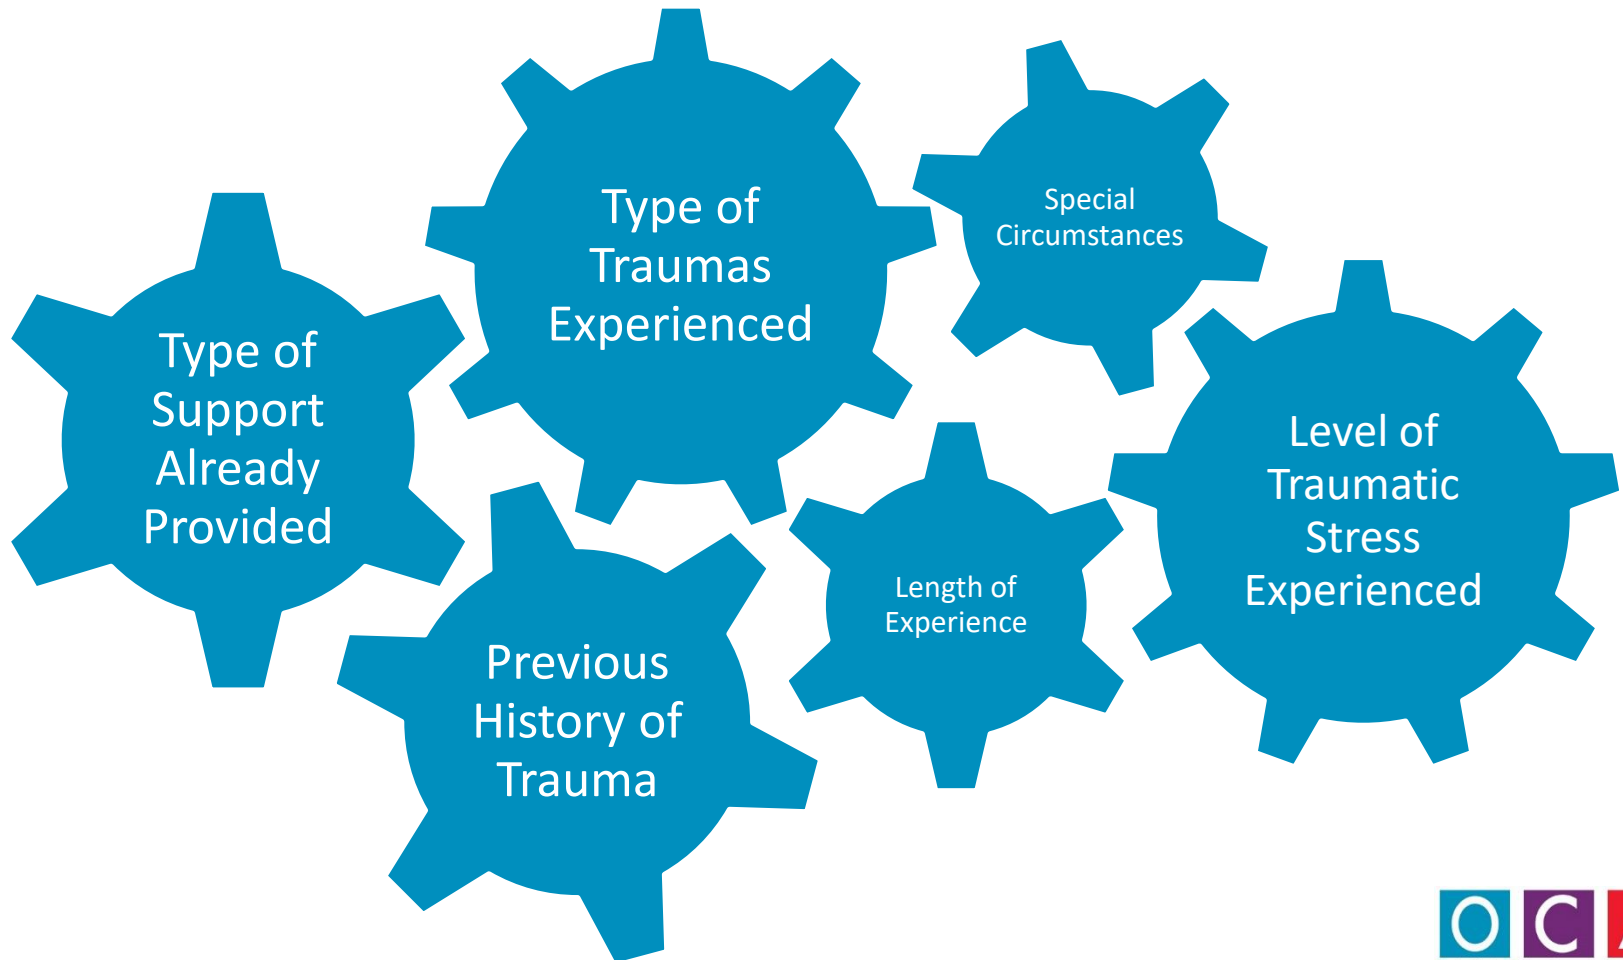 Type of
Traumas
Experienced
Special
Circumstances
Type of
Support
Already
Provided
Level of
Traumatic
Stress
Experienced
Length of
Experience
Previous
History of
Trauma
OC